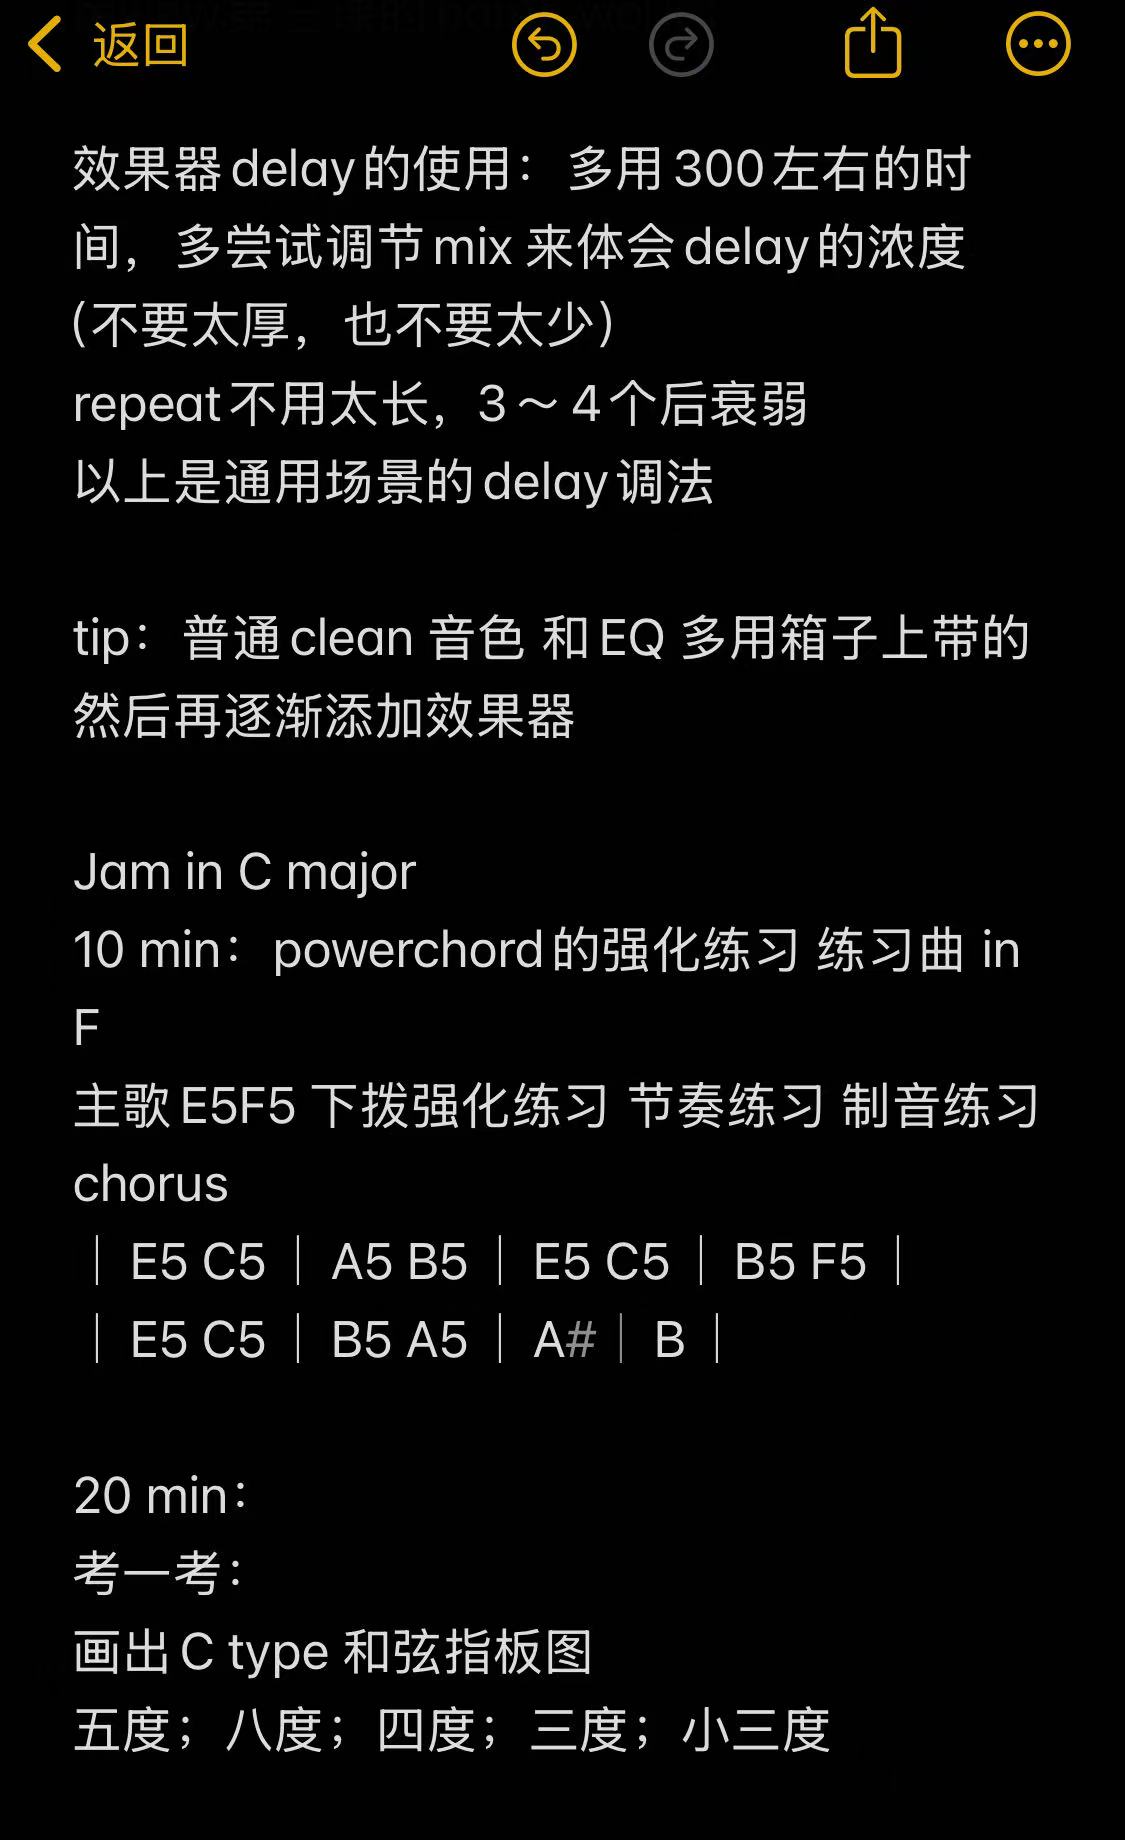 返回
效果器delay的使用：多用300左右的时
间，多尝试调节mix 来体会delay的浓度
（不要太厚，也不要太少）
repeat不用太长，3～4个后衰弱
以上是通用场景的delay调法
tip：普通clean 音色 和EQ 多用箱子上带的
然后再逐渐添加效果器
Jam in C major
10 min：powerchord的强化练习 练习曲 in
F
主歌E5F5 下拨强化练习 节奏练习 制音练习
chorus
｜E5 C5｜A5 B5｜E5 C5｜B5 F5｜
｜E5 C5｜B5 A5｜A#｜B｜
20 min：
考一考：
画出C type 和弦指板图
五度；八度；四度；三度；小三度